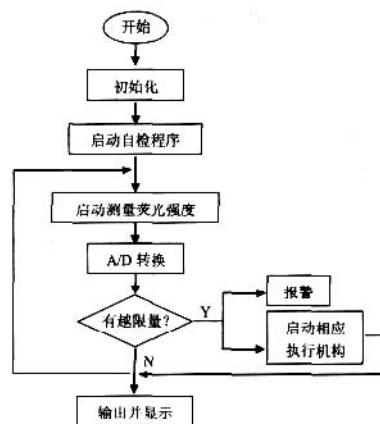 开始
初始化
启动自检程序
启动测量荧光强度
A/D 转换
有越限量?
Y
报警
启动相应
执行机构
N
输出并显示